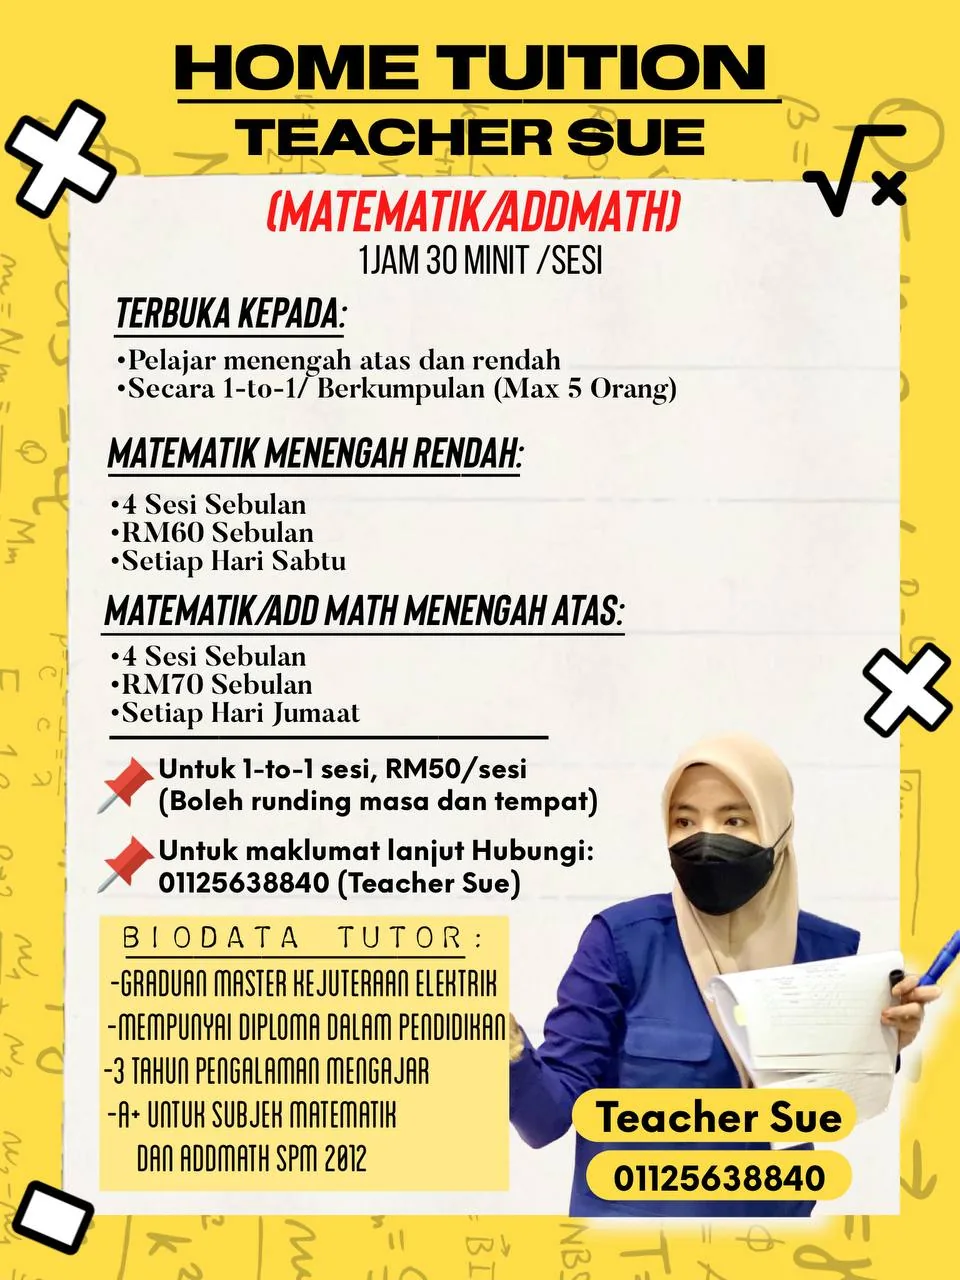 HOME TUITION
TEACHER SUE
(MATEMATIK/ADDMATH)
1JAM 30 MINIT /SESI
TERBUKA KEPADA:
•Pelajar menengah atas dan rendah
•Secara 1-to-1/ Berkumpulan (Max 5 Orang)
MATEMATIK MENENGAH RENDAH:
•4 Sesi Sebulan
•RM60 Sebulan
•Setiap Hari Sabtu
MATEMATIK/ADD MATH MENENGAH ATAS:
•4 Sesi Sebulan
•RM70 Sebulan
•Setiap Hari Jumaat
Untuk 1-to-1 sesi, RM50/sesi
(Boleh runding masa dan tempat)
Untuk maklumat lanjut Hubungi:
01125638840 (Teacher Sue)
BIODATA TUTOR:
-GRADUAN MASTER KEJUTERAAN ELEKTRIK
-MEMPUNYAI DIPLOMA DALAM PENDIDIKAN
-3 TAHUN PENGALAMAN MENGAJAR
-A+ UNTUK SUBJEK MATEMATIK
DAN ADDMATH SPM 2012
Teacher Sue
01125638840